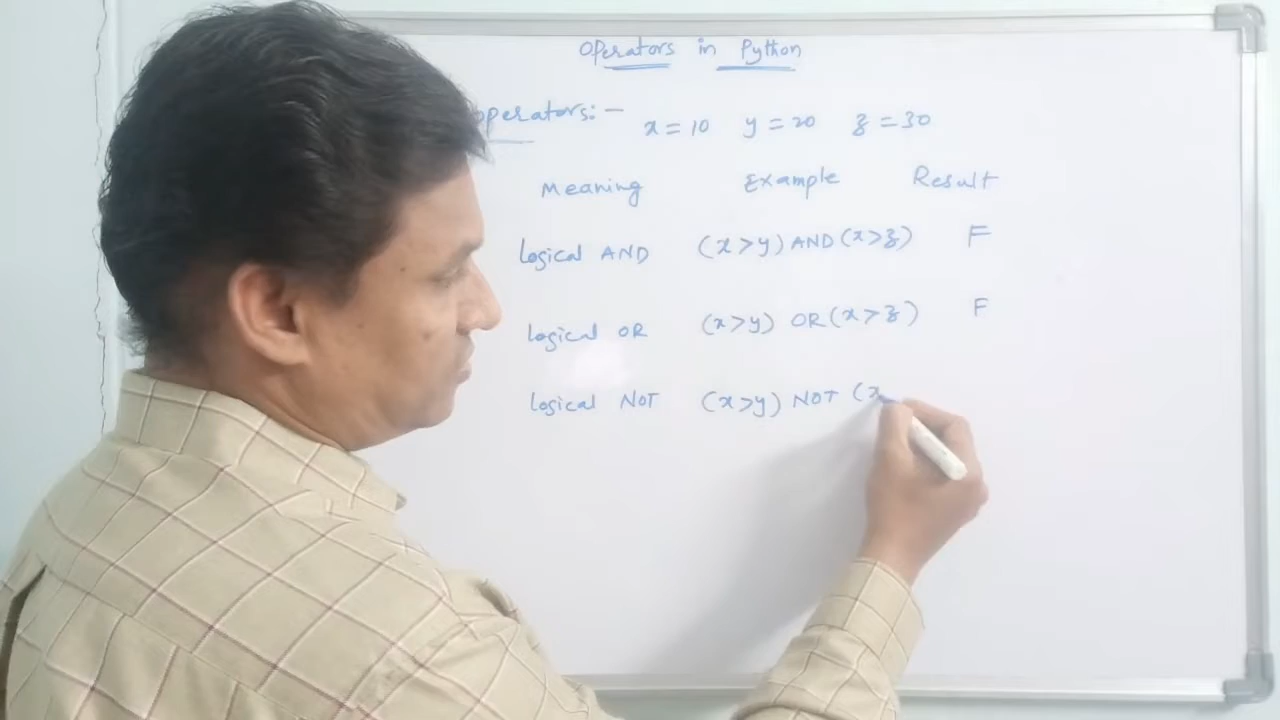 Operators in Python
operators:-
x = 10 y = 20 z = 30
Meaning Example Result
Logical AND (x>y) AND (x>z) F
Logical OR (x>y) OR (x>z) F
Logical NOT (x>y) NOT (x